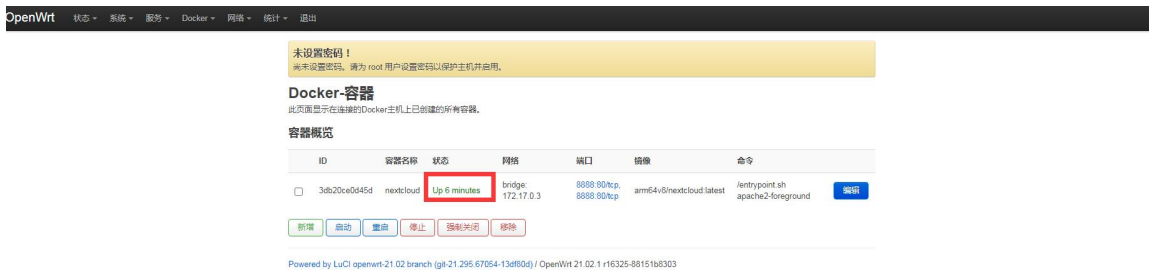 OpenWrt 状态 系统 服务 Docker 网络 统计 退出
未设置密码！
尚未设置密码。请为 root 用户设置密码以保护主机并启用。
Docker-容器
此页面显示在连接的Docker主机上已创建的所有容器。
容器概览
ID 容器名称 状态 网络 端口 镜像 命令
3db20ce0d45d nextcloud Up 6 minutes bridge: 172.17.0.3 8888:80/tcp, 8888:80/tcp arm64v8/nextcloud:latest /entrypoint.sh apache2-foreground 编辑
新增 启动 重启 停止 强制关闭 移除
Powered by LuCI openwrt-21.02 branch (git-21.295.67054-13df80d) / OpenWrt 21.02.1 r16325-88151b8303